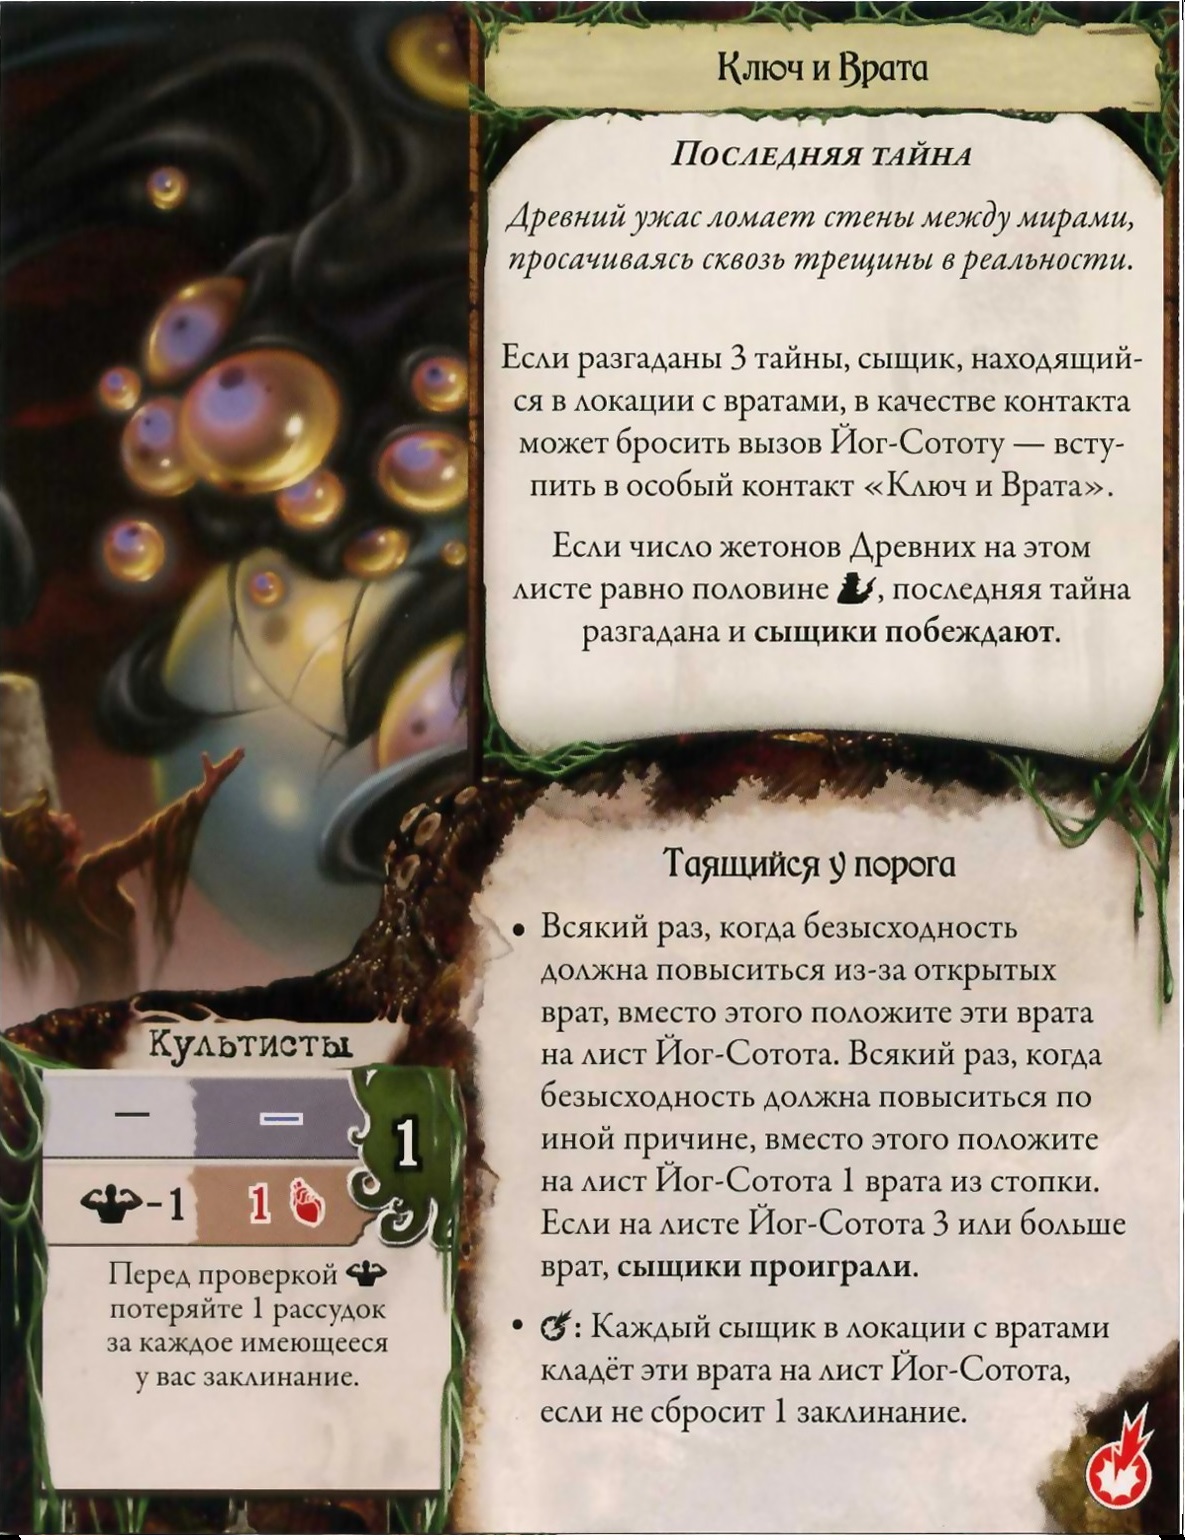 Ключ и Врата
Последняя тайна
Древний ужас ломает стены между мирами,
просачиваясь сквозь трещины в реальности.
Если разгаданы 3 тайны, сыщик, находящий-
ся в локации с вратами, в качестве контакта
может бросить вызов Йог-Сототу — всту-
пить в особый контакт «Ключ и Врата».
Если число жетонов Древних на этом
листе равно половине , последняя тайна
разгадана и сыщики побеждают.
Таящийся у порога
• Всякий раз, когда безысходность
должна повыситься из-за открытых
врат, вместо этого положите эти врата
на лист Йог-Сотота. Всякий раз, когда
безысходность должна повыситься по
иной причине, вместо этого положите
на лист Йог-Сотота 1 врата из стопки.
Если на листе Йог-Сотота 3 или больше
врат, сыщики проиграли.
• : Каждый сыщик в локации с вратами
кладёт эти врата на лист Йог-Сотота,
если не сбросит 1 заклинание.
Культисты
— —
1
-1 1
Перед проверкой
потеряйте 1 рассудок
за каждое имеющееся
у вас заклинание.